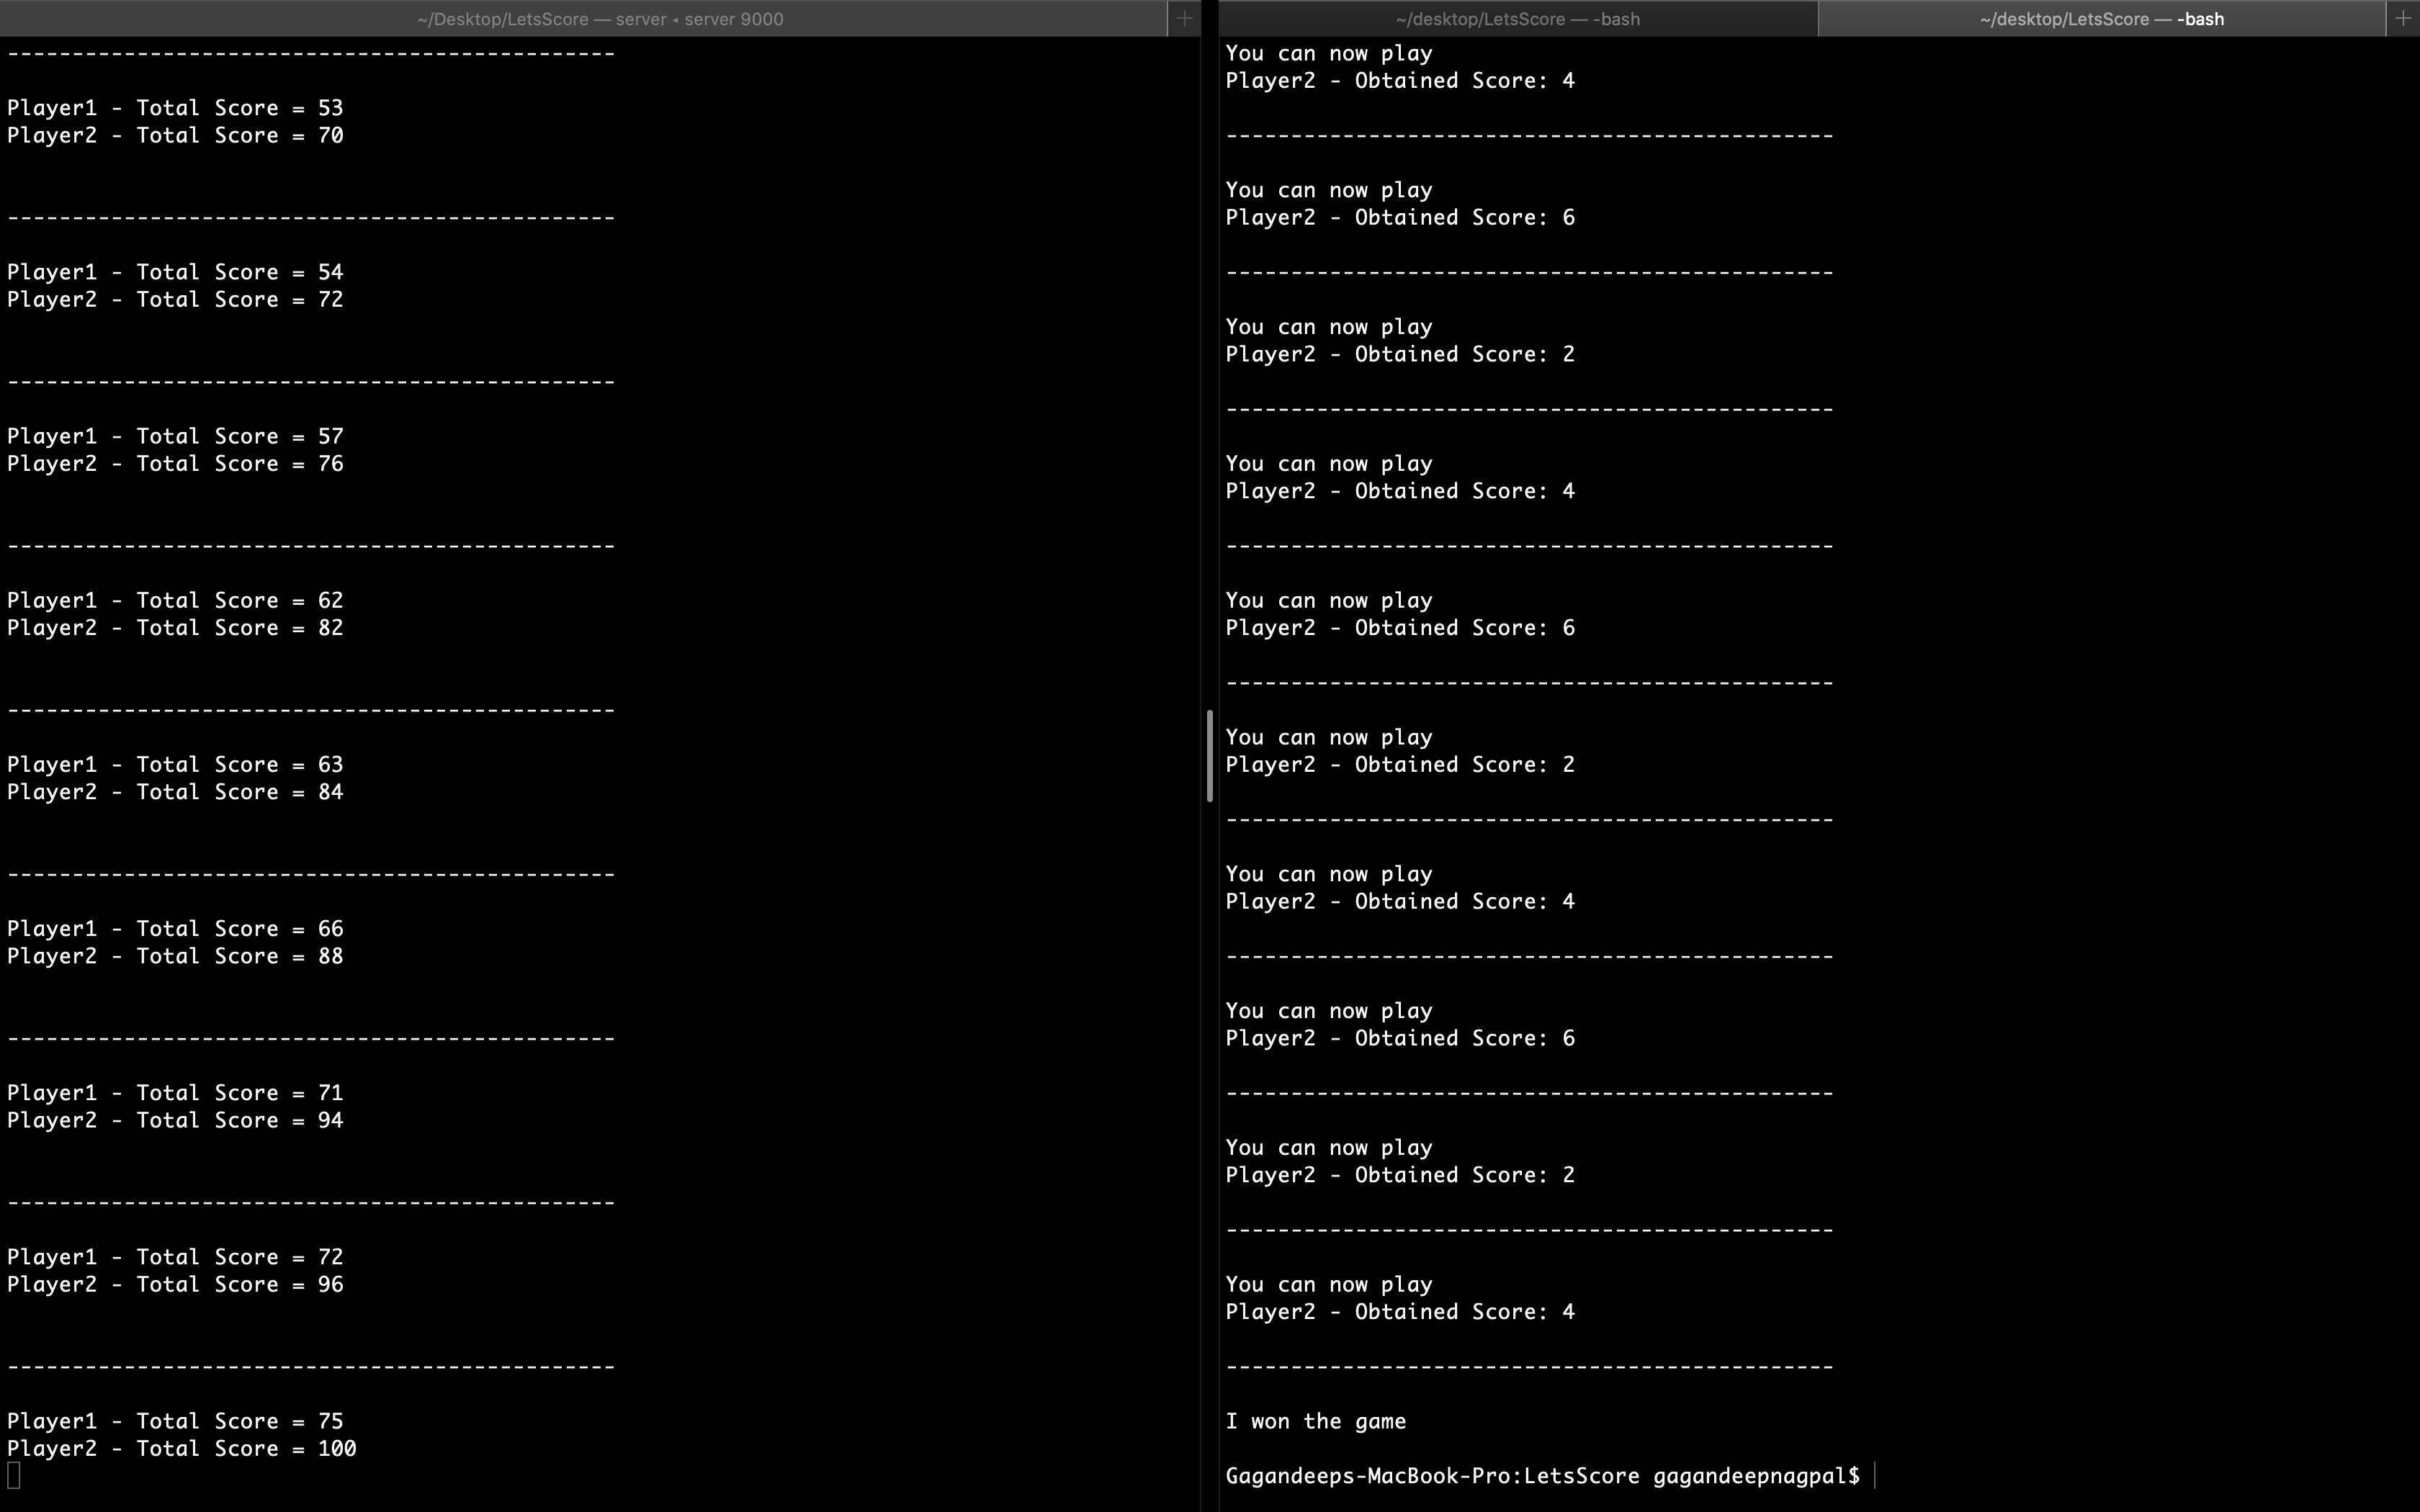 ~/Desktop/LetsScore — server ◂ server 9000
-----------------------------------------------
Player1 - Total Score = 53
Player2 - Total Score = 70
-----------------------------------------------
Player1 - Total Score = 54
Player2 - Total Score = 72
-----------------------------------------------
Player1 - Total Score = 57
Player2 - Total Score = 76
-----------------------------------------------
Player1 - Total Score = 62
Player2 - Total Score = 82
-----------------------------------------------
Player1 - Total Score = 63
Player2 - Total Score = 84
-----------------------------------------------
Player1 - Total Score = 66
Player2 - Total Score = 88
-----------------------------------------------
Player1 - Total Score = 71
Player2 - Total Score = 94
-----------------------------------------------
Player1 - Total Score = 72
Player2 - Total Score = 96
-----------------------------------------------
Player1 - Total Score = 75
Player2 - Total Score = 100
~/desktop/LetsScore — -bash
~/desktop/LetsScore — -bash
You can now play
Player2 - Obtained Score: 4
-----------------------------------------------
You can now play
Player2 - Obtained Score: 6
-----------------------------------------------
You can now play
Player2 - Obtained Score: 2
-----------------------------------------------
You can now play
Player2 - Obtained Score: 4
-----------------------------------------------
You can now play
Player2 - Obtained Score: 6
-----------------------------------------------
You can now play
Player2 - Obtained Score: 2
-----------------------------------------------
You can now play
Player2 - Obtained Score: 4
-----------------------------------------------
You can now play
Player2 - Obtained Score: 6
-----------------------------------------------
You can now play
Player2 - Obtained Score: 2
-----------------------------------------------
You can now play
Player2 - Obtained Score: 4
-----------------------------------------------
I won the game
Gagandeeps-MacBook-Pro:LetsScore gagandeepnagpal$